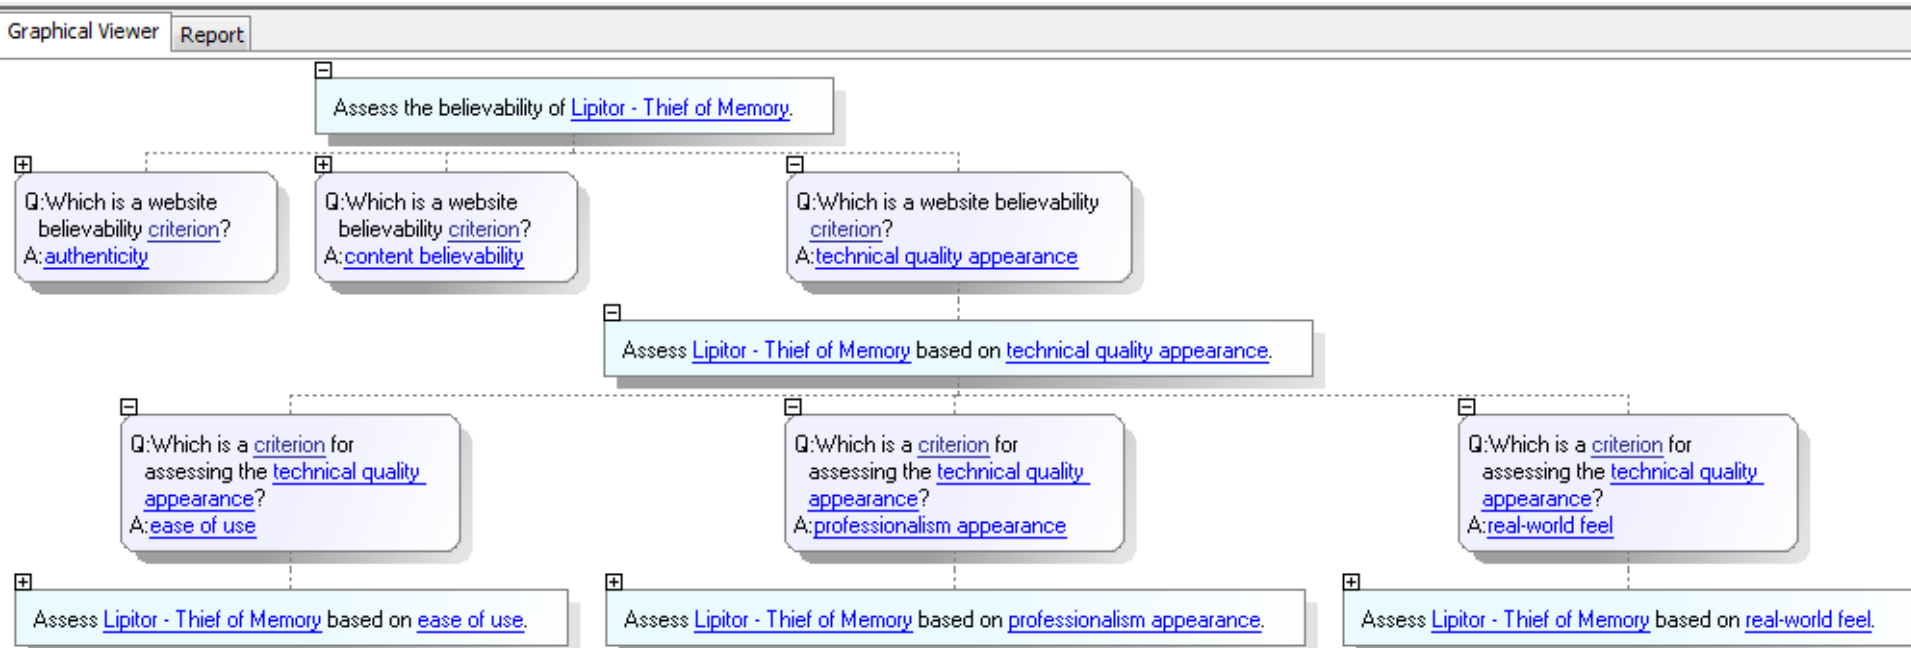 Graphical Viewer
Report
Assess the believability of Lipitor - Thief of Memory.
Q:Which is a website
believability criterion?
A:authenticity
Q:Which is a website
believability criterion?
A:content believability
Q:Which is a website believability
criterion?
A:technical quality appearance
Assess Lipitor - Thief of Memory based on technical quality appearance.
Q:Which is a criterion for
assessing the technical quality
appearance?
A:ease of use
Q:Which is a criterion for
assessing the technical quality
appearance?
A:professionalism appearance
Q:Which is a criterion for
assessing the technical quality
appearance?
A:real-world feel
Assess Lipitor - Thief of Memory based on ease of use.
Assess Lipitor - Thief of Memory based on professionalism appearance.
Assess Lipitor - Thief of Memory based on real-world feel.